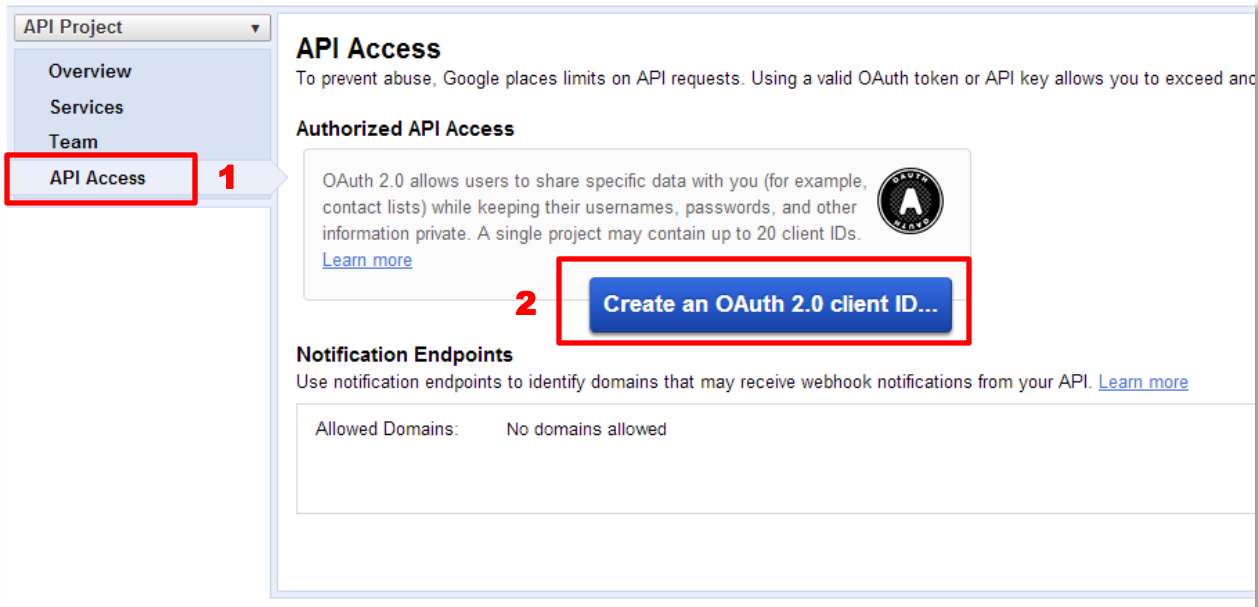 API Project
Overview
Services
Team
API Access
1
API Access
To prevent abuse, Google places limits on API requests. Using a valid OAuth token or API key allows you to exceed and
Authorized API Access
OAuth 2.0 allows users to share specific data with you (for example,
contact lists) while keeping their usernames, passwords, and other
information private. A single project may contain up to 20 client IDs.
Learn more
OAUTH
A
OAUTH
2
Create an OAuth 2.0 client ID...
Notification Endpoints
Use notification endpoints to identify domains that may receive webhook notifications from your API. Learn more
Allowed Domains: No domains allowed